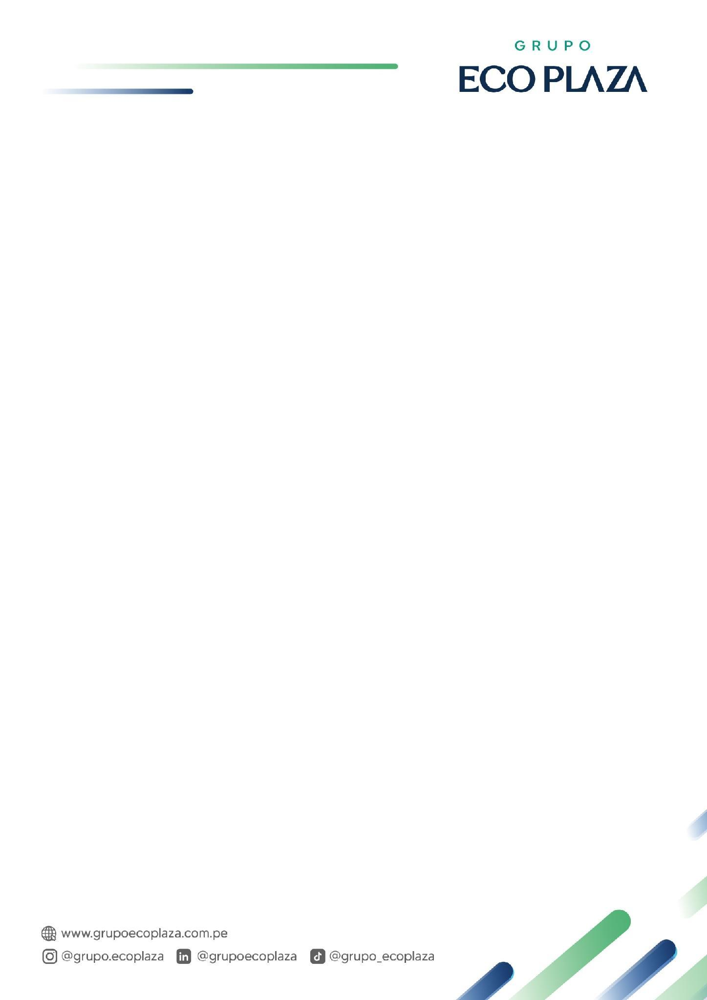 GRUPO
ECO PLAZA
www.grupoecoplaza.com.pe
@grupo.ecoplaza @grupoecoplaza @grupo_ecoplaza